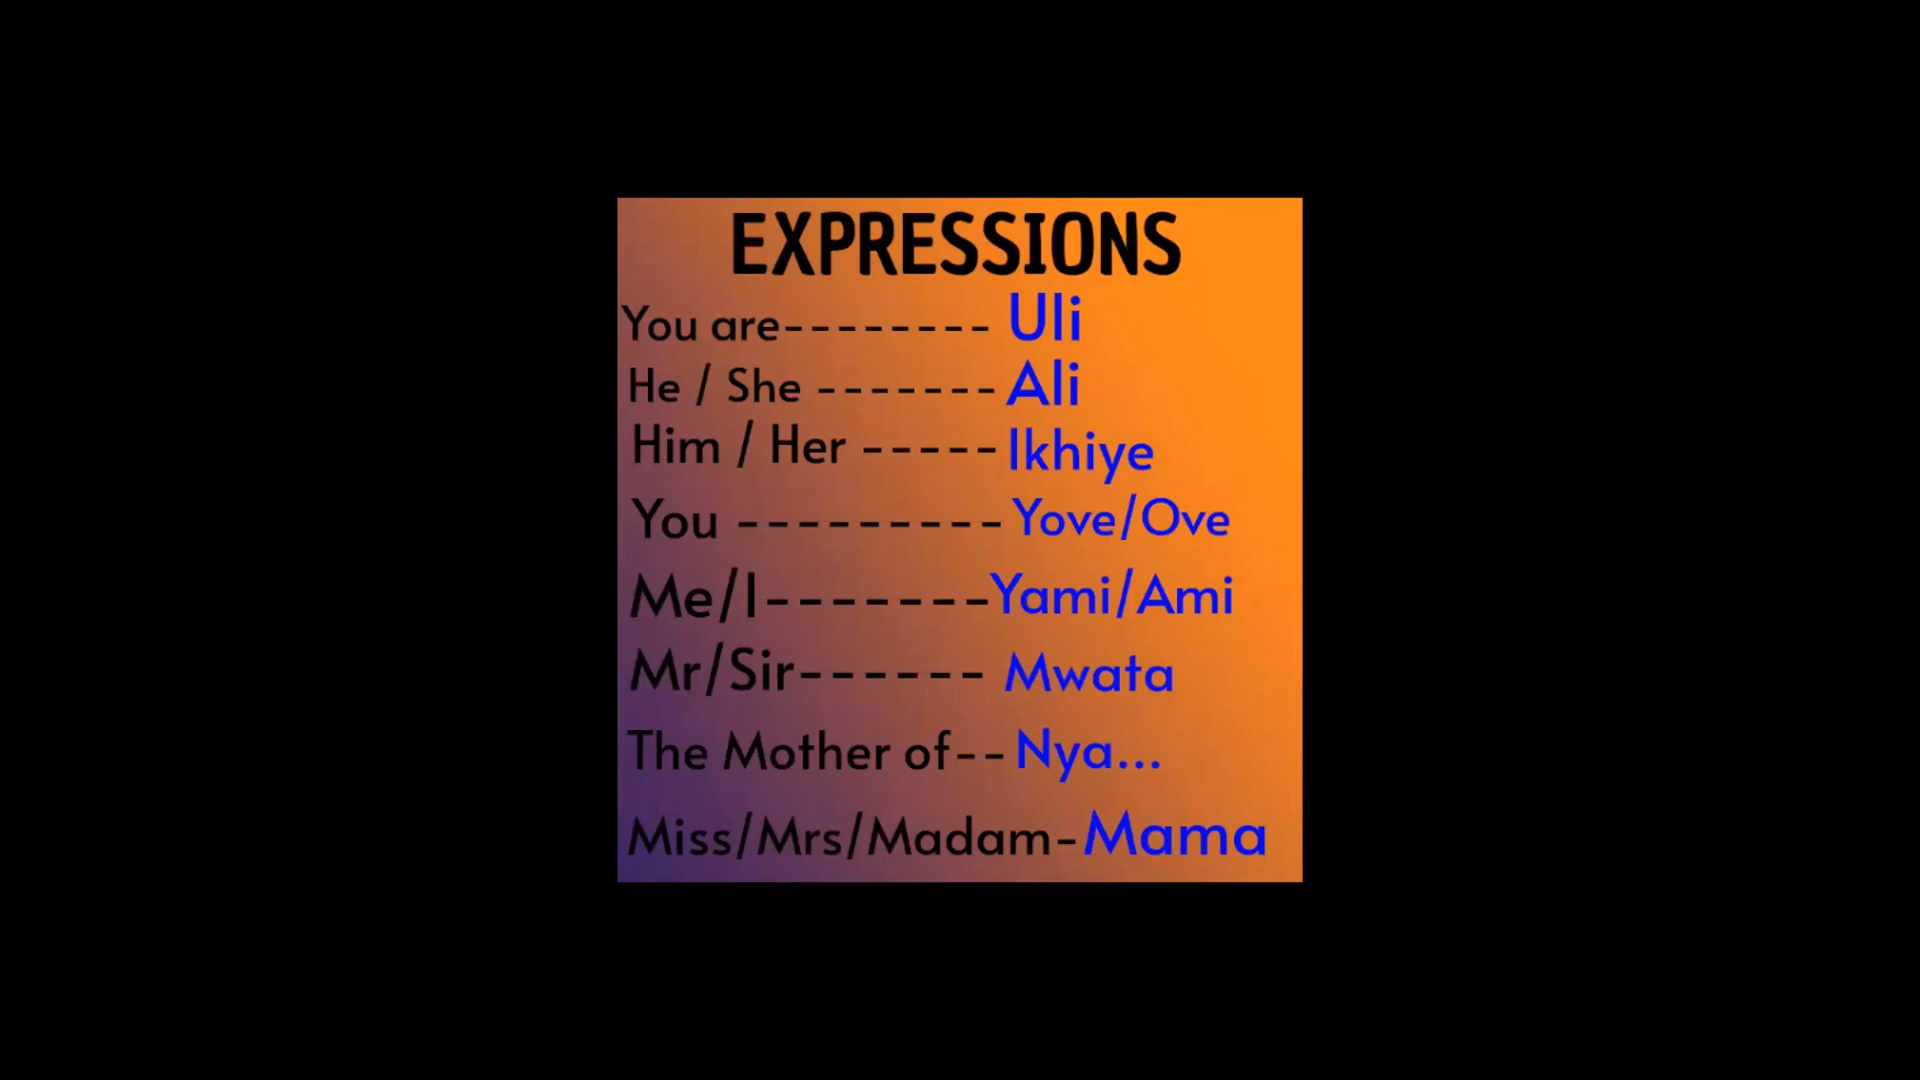 EXPRESSIONS
You are-------- Uli
He / She ------- Ali
Him / Her ----- Ikhiye
You --------- Yove/Ove
Me/I-------Yami/Ami
Mr/Sir------ Mwata
The Mother of-- Nya...
Miss/Mrs/Madam-Mama